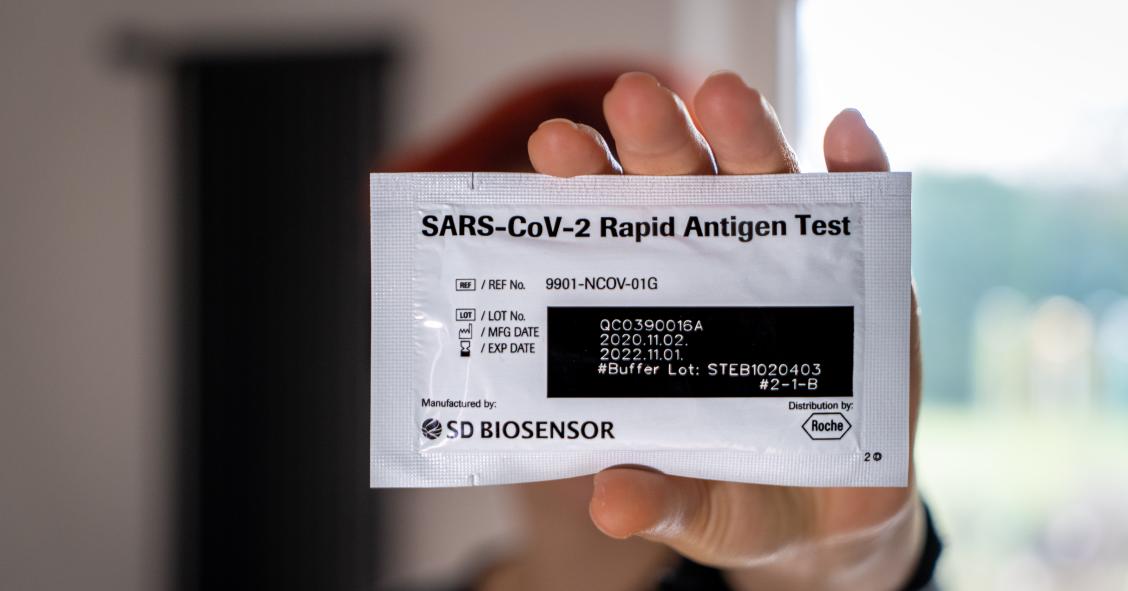 SARS-CoV-2 Rapid Antigen Test
REF / REF No. 9901-NCOV-01G
LOT / LOT No. QC0390016A
/ MFG DATE 2020.11.02.
/ EXP DATE 2022.11.01.
#Buffer Lot: STEB1020403
#2-1-B
Manufactured by:
SD BIOSENSOR
Distribution by:
Roche
2